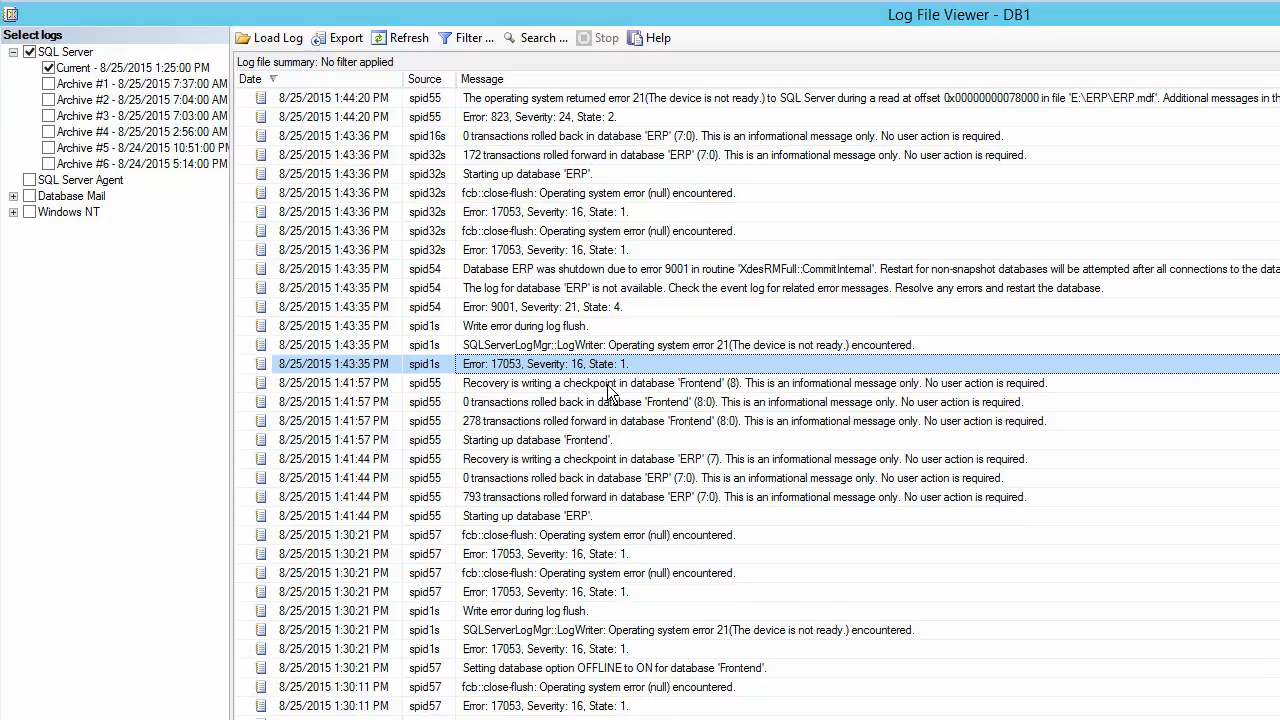 Log File Viewer - DB1
Select logs
Load Log Export Refresh Filter ... Search ... Stop Help
SQL Server
Current - 8/25/2015 1:25:00 PM
Archive #1 - 8/25/2015 7:37:00 AM
Archive #2 - 8/25/2015 7:04:00 AM
Archive #3 - 8/25/2015 7:03:00 AM
Archive #4 - 8/25/2015 2:56:00 AM
Archive #5 - 8/24/2015 10:51:00 PM
Archive #6 - 8/24/2015 5:14:00 PM
SQL Server Agent
Database Mail
Windows NT
Log file summary: No filter applied
Date Source Message
8/25/2015 1:44:20 PM spid55 The operating system returned error 21(The device is not ready.) to SQL Server during a read at offset 0x00000000078000 in file 'E:\ERP\ERP.mdf'. Additional messages in th
8/25/2015 1:44:20 PM spid55 Error: 823, Severity: 24, State: 2.
8/25/2015 1:43:36 PM spid16s 0 transactions rolled back in database 'ERP' (7:0). This is an informational message only. No user action is required.
8/25/2015 1:43:36 PM spid32s 172 transactions rolled forward in database 'ERP' (7:0). This is an informational message only. No user action is required.
8/25/2015 1:43:36 PM spid32s Starting up database 'ERP'.
8/25/2015 1:43:36 PM spid32s fcb::close-flush: Operating system error (null) encountered.
8/25/2015 1:43:36 PM spid32s Error: 17053, Severity: 16, State: 1.
8/25/2015 1:43:36 PM spid32s fcb::close-flush: Operating system error (null) encountered.
8/25/2015 1:43:36 PM spid32s Error: 17053, Severity: 16, State: 1.
8/25/2015 1:43:35 PM spid54 Database ERP was shutdown due to error 9001 in routine 'XdesRMFull::CommitInternal'. Restart for non-snapshot databases will be attempted after all connections to the data
8/25/2015 1:43:35 PM spid54 The log for database 'ERP' is not available. Check the event log for related error messages. Resolve any errors and restart the database.
8/25/2015 1:43:35 PM spid54 Error: 9001, Severity: 21, State: 4.
8/25/2015 1:43:35 PM spid1s Write error during log flush.
8/25/2015 1:43:35 PM spid1s SQLServerLogMgr::LogWriter: Operating system error 21(The device is not ready.) encountered.
8/25/2015 1:43:35 PM spid1s Error: 17053, Severity: 16, State: 1.
8/25/2015 1:41:57 PM spid55 Recovery is writing a checkpoint in database 'Frontend' (8). This is an informational message only. No user action is required.
8/25/2015 1:41:57 PM spid55 0 transactions rolled back in database 'Frontend' (8:0). This is an informational message only. No user action is required.
8/25/2015 1:41:57 PM spid55 278 transactions rolled forward in database 'Frontend' (8:0). This is an informational message only. No user action is required.
8/25/2015 1:41:57 PM spid55 Starting up database 'Frontend'.
8/25/2015 1:41:44 PM spid55 Recovery is writing a checkpoint in database 'ERP' (7). This is an informational message only. No user action is required.
8/25/2015 1:41:44 PM spid55 0 transactions rolled back in database 'ERP' (7:0). This is an informational message only. No user action is required.
8/25/2015 1:41:44 PM spid55 793 transactions rolled forward in database 'ERP' (7:0). This is an informational message only. No user action is required.
8/25/2015 1:41:44 PM spid55 Starting up database 'ERP'.
8/25/2015 1:30:21 PM spid57 fcb::close-flush: Operating system error (null) encountered.
8/25/2015 1:30:21 PM spid57 Error: 17053, Severity: 16, State: 1.
8/25/2015 1:30:21 PM spid57 fcb::close-flush: Operating system error (null) encountered.
8/25/2015 1:30:21 PM spid57 Error: 17053, Severity: 16, State: 1.
8/25/2015 1:30:21 PM spid1s Write error during log flush.
8/25/2015 1:30:21 PM spid1s SQLServerLogMgr::LogWriter: Operating system error 21(The device is not ready.) encountered.
8/25/2015 1:30:21 PM spid1s Error: 17053, Severity: 16, State: 1.
8/25/2015 1:30:21 PM spid57 Setting database option OFFLINE to ON for database 'Frontend'.
8/25/2015 1:30:11 PM spid57 fcb::close-flush: Operating system error (null) encountered.
8/25/2015 1:30:11 PM spid57 Error: 17053, Severity: 16, State: 1.